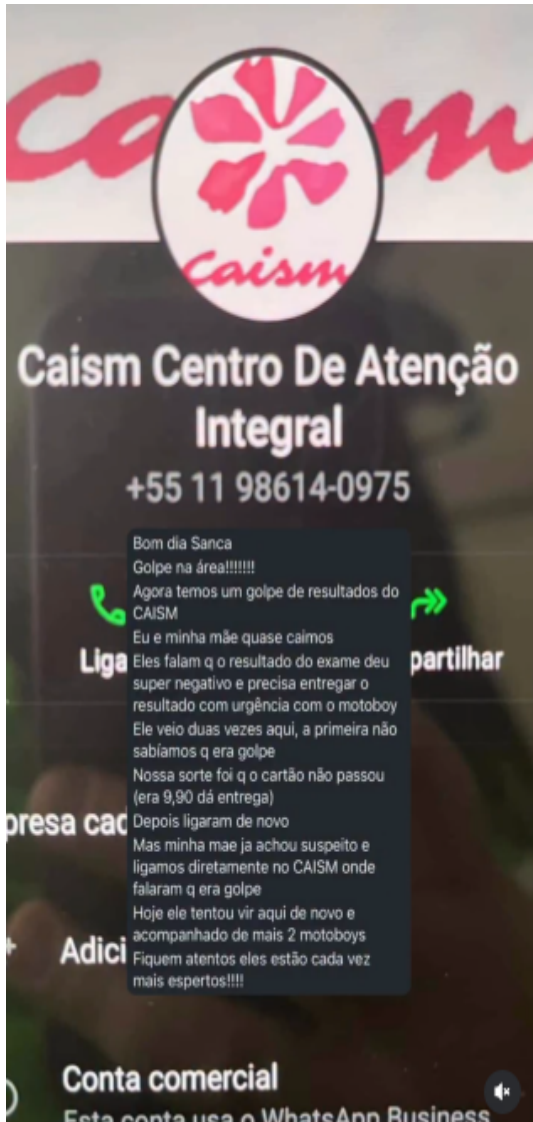 Caism
caism
Caism Centro De Atenção
Integral
+55 11 98614-0975
Bom dia Sanca
Golpe na área!!!!!!!
Agora temos um golpe de resultados do
CAISM
Eu e minha mãe quase caimos
Eles falam q o resultado do exame deu
super negativo e precisa entregar o
resultado com urgência com o motoboy
Ele veio duas vezes aqui, a primeira não
sabíamos q era golpe
Nossa sorte foi q o cartão não passou
(era 9,90 dá entrega)
Depois ligaram de novo
Mas minha mae ja achou suspeito e
ligamos diretamente no CAISM onde
falaram q era golpe
Hoje ele tentou vir aqui de novo e
acompanhado de mais 2 motoboys
Fiquem atentos eles estão cada vez
mais espertos!!!!
Liga
partilhar
presa cad
Adici
Conta comercial
Esta conta usa o WhatsApp Business